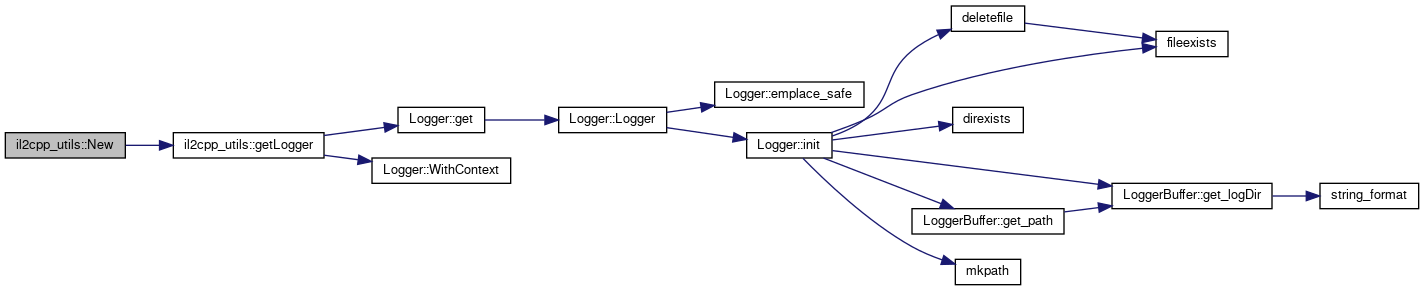 il2cpp_utils::New
il2cpp_utils::getLogger
Logger::get
Logger::WithContext
Logger::Logger
Logger::emplace_safe
Logger::init
deletefile
fileexists
direxists
LoggerBuffer::get_logDir
string_format
LoggerBuffer::get_path
mkpath